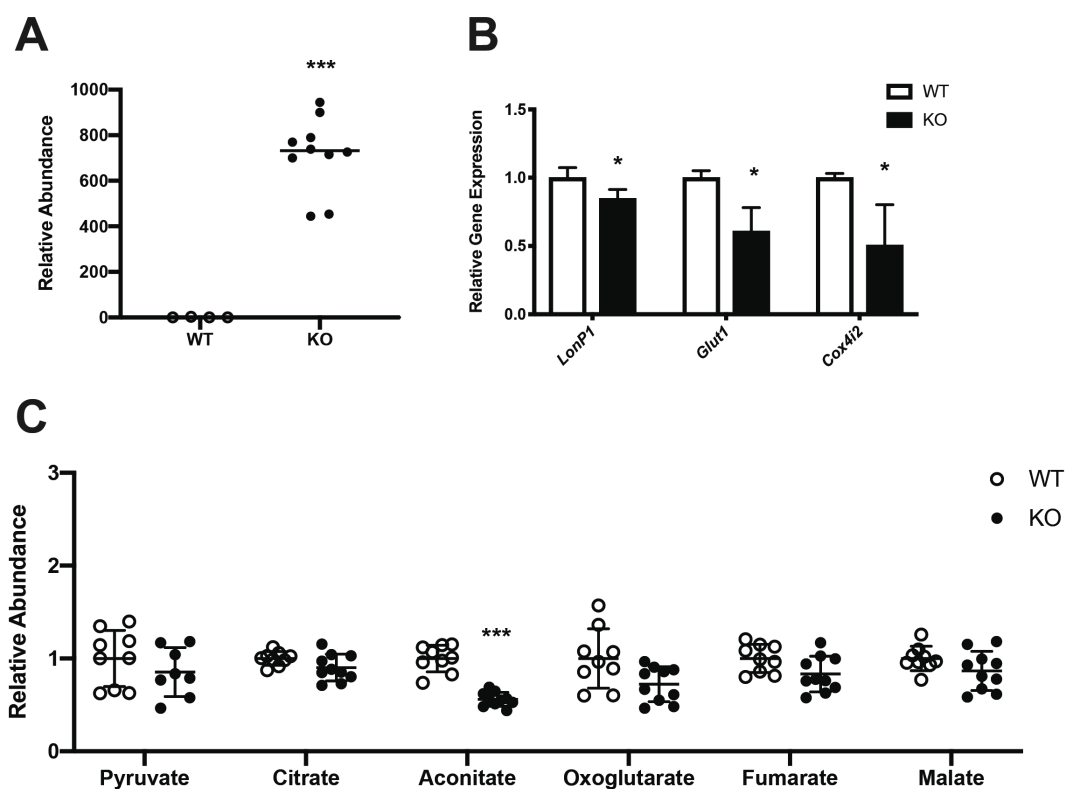 A
***
Relative Abundance
1000
800
600
400
200
0
WT
KO
B
WT
KO
Relative Gene Expression
1.5
1.0
0.5
0.0
*
*
*
LonP1
Glut1
Cox4i2
C
WT
KO
Relative Abundance
3
2
1
0
***
Pyruvate
Citrate
Aconitate
Oxoglutarate
Fumarate
Malate